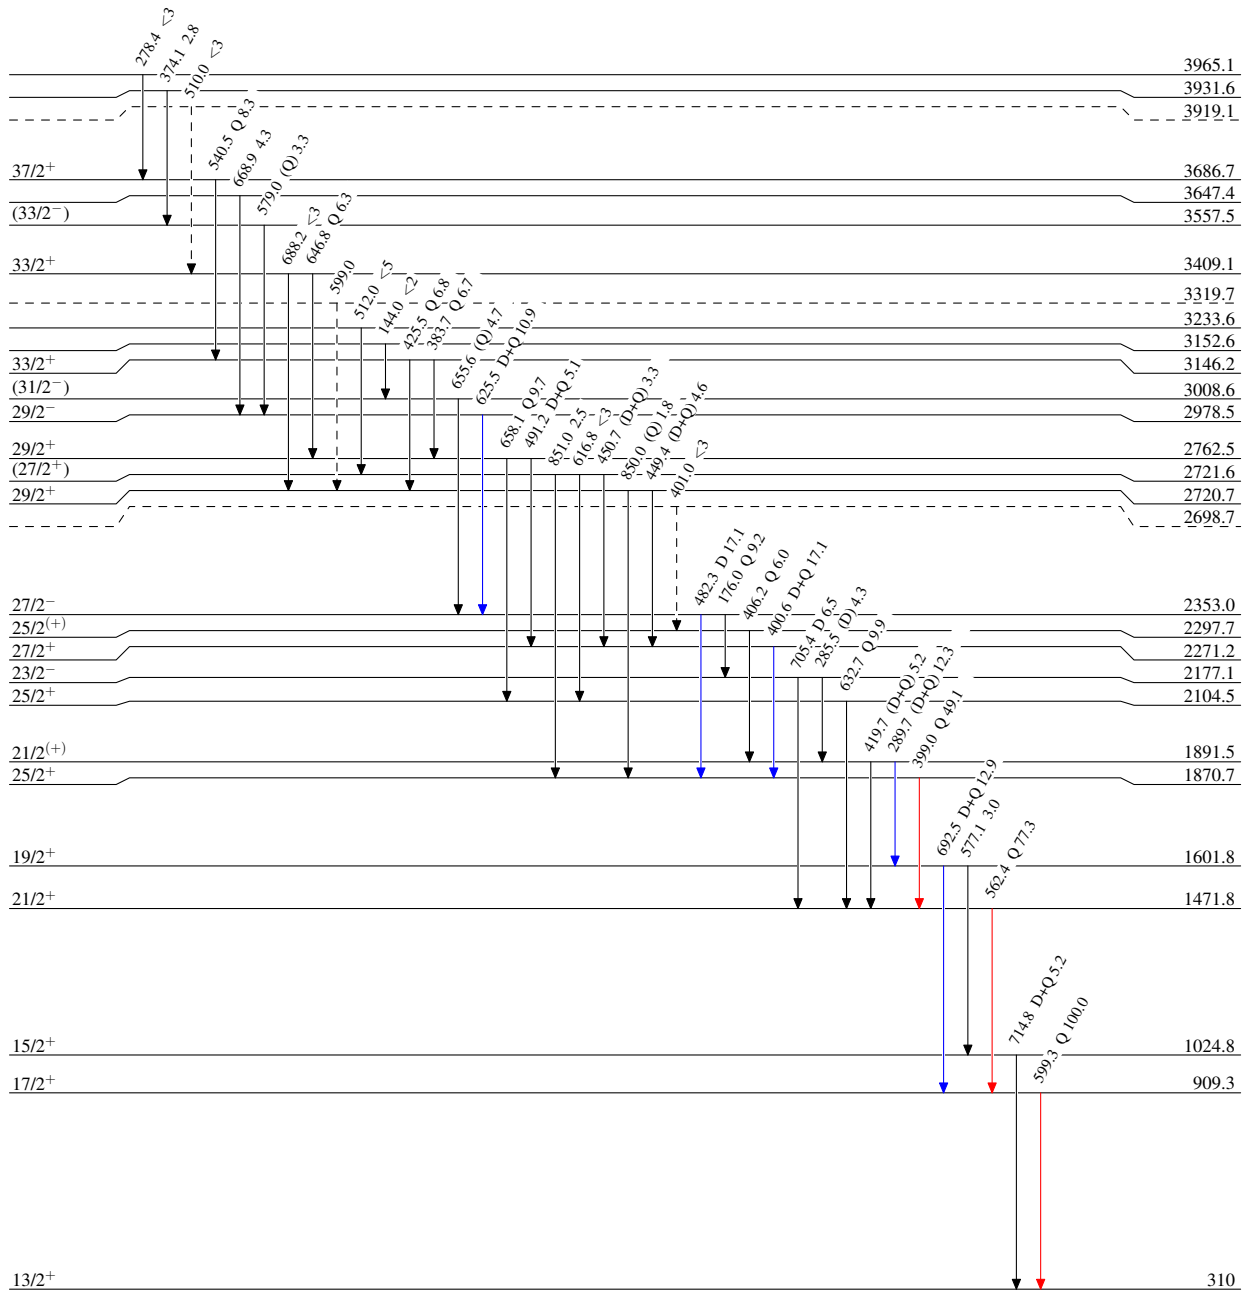 278.4 <3
374.1 2.8
510.0 <3
3965.1
3931.6
3919.1
540.5 Q 8.3
668.9 4.3
579.0 (Q) 3.3
37/2⁺ 3686.7
3647.4
(33/2⁻) 3557.5
688.2 <3
646.8 Q 6.3
33/2⁺ 3409.1
599.0
3319.7
512.0 <5
3233.6
144.0 <2
425.5 Q 6.8
383.7 Q 6.7
3152.6
33/2⁺ 3146.2
655.6 (Q) 4.7
625.5 D+Q 10.9
(31/2⁻) 3008.6
29/2⁻ 2978.5
658.1 Q 9.7
491.2 D+Q 5.1
851.0 2.5
616.8 <3
450.7 (D+Q) 3.3
850.0 (Q) 1.8
449.4 (D+Q) 4.6
401.0 <3
29/2⁺ 2762.5
(27/2⁺) 2721.6
29/2⁺ 2720.7
2698.7
482.3 D 17.1
176.0 Q 9.2
406.2 Q 6.0
400.6 D+Q 17.1
27/2⁻ 2353.0
25/2⁽⁺⁾ 2297.7
27/2⁺ 2271.2
705.4 D 6.5
285.5 (D) 4.3
632.7 Q 9.9
23/2⁻ 2177.1
25/2⁺ 2104.5
419.7 (D+Q) 5.2
289.7 (D+Q) 12.3
399.0 Q 49.1
21/2⁽⁺⁾ 1891.5
25/2⁺ 1870.7
692.5 D+Q 12.9
577.1 3.0
19/2⁺ 1601.8
562.4 Q 77.3
21/2⁺ 1471.8
714.8 D+Q 5.2
599.3 Q 100.0
15/2⁺ 1024.8
17/2⁺ 909.3
13/2⁺ 310